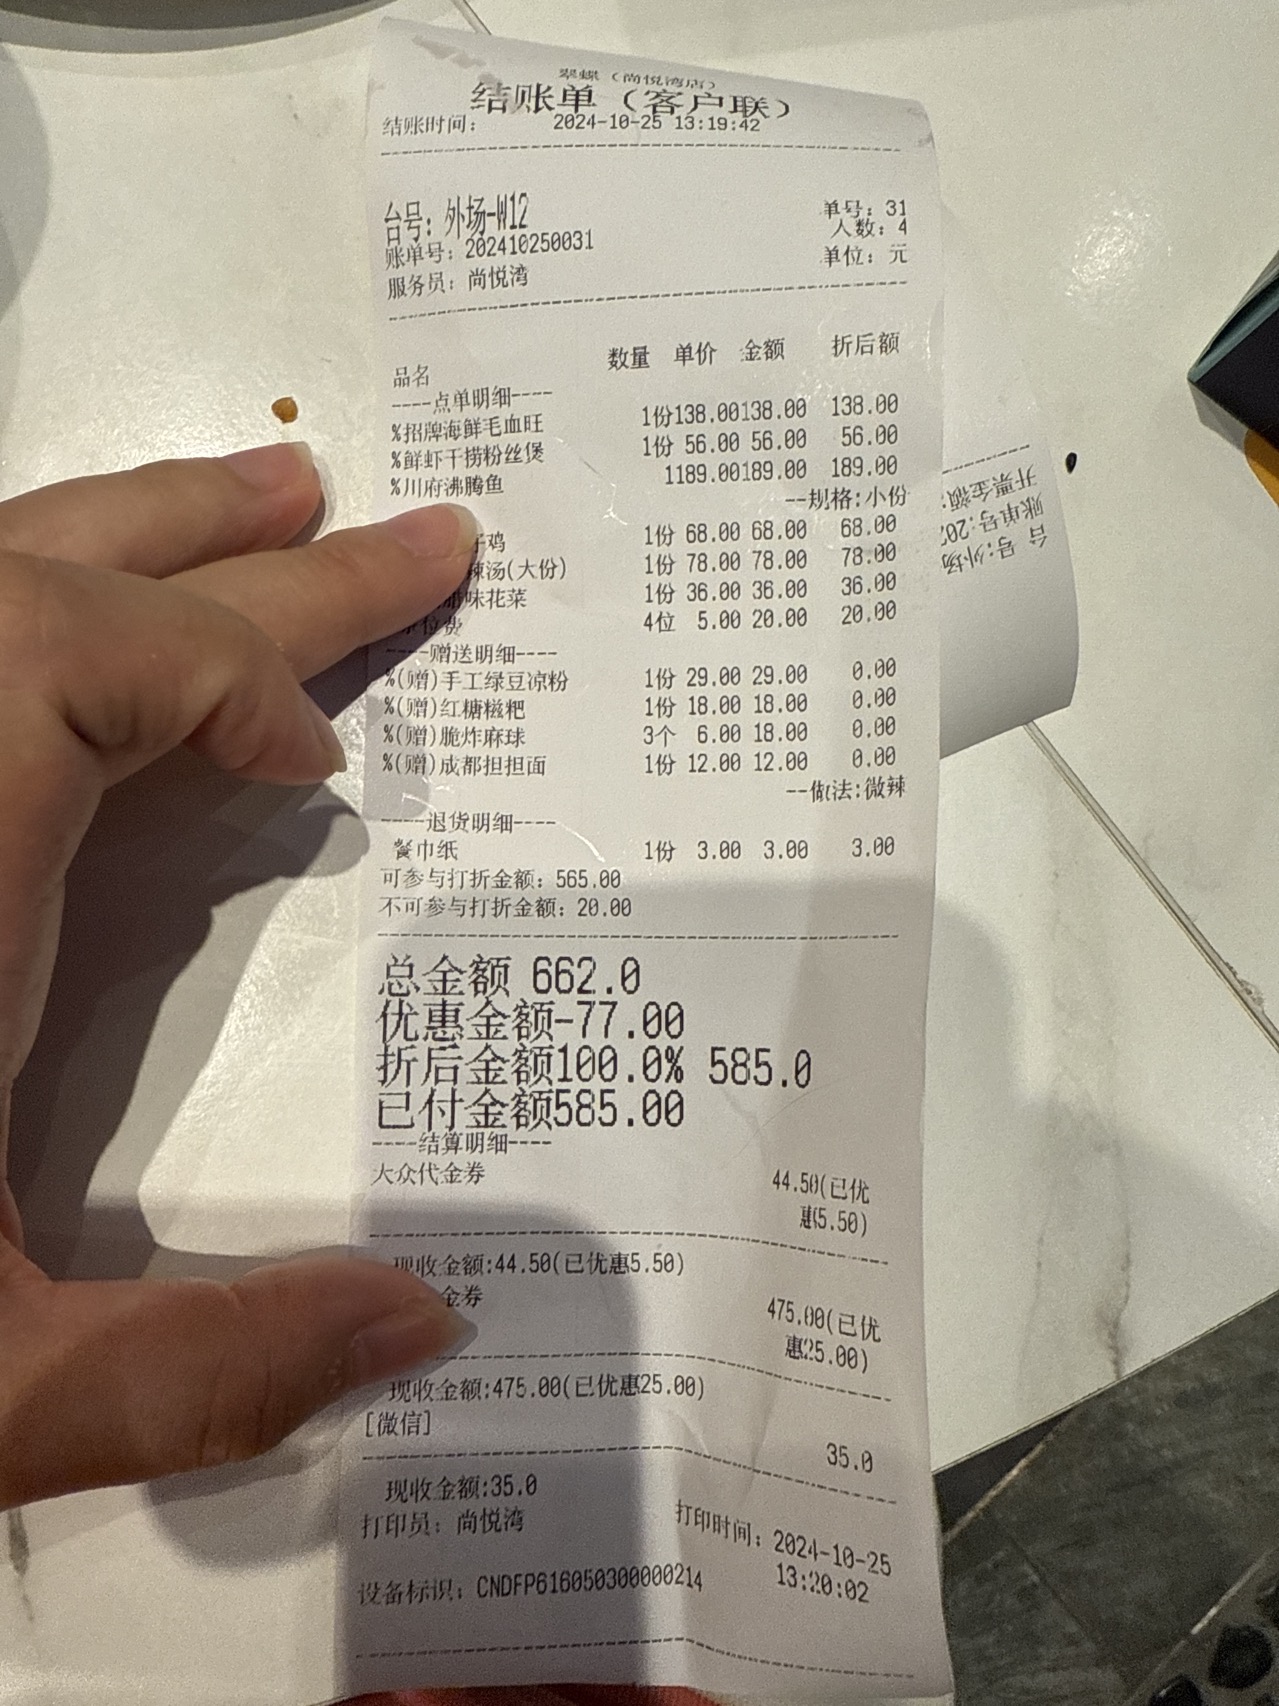 翠蝶（尚悦湾店）
结账单（客户联）
结账时间： 2024-10-25 13:19:42
台号：外场-W12
单号：31
账单号：202410250031
人数：4
服务员：尚悦湾
单位：元
品名 数量 单价 金额 折后额
----点单明细----
%招牌海鲜毛血旺 1份138.00138.00 138.00
%鲜虾干捞粉丝煲 1份 56.00 56.00 56.00
%川府沸腾鱼 1189.00189.00 189.00
--规格:小份
鸡 1份 68.00 68.00 68.00
辣汤(大份) 1份 78.00 78.00 78.00
味花菜 1份 36.00 36.00 36.00
位费 4位 5.00 20.00 20.00
----赠送明细----
%(赠)手工绿豆凉粉 1份 29.00 29.00 0.00
%(赠)红糖糍粑 1份 18.00 18.00 0.00
%(赠)脆炸麻球 3个 6.00 18.00 0.00
%(赠)成都担担面 1份 12.00 12.00 0.00
--做法:微辣
----退货明细----
餐巾纸 1份 3.00 3.00 3.00
可参与打折金额：565.00
不可参与打折金额：20.00
总金额 662.0
优惠金额-77.00
折后金额100.0% 585.0
已付金额585.00
----结算明细----
大众代金券 44.50(已优
惠5.50)
现收金额:44.50(已优惠5.50)
金券 475.00(已优
惠25.00)
现收金额:475.00(已优惠25.00)
[微信] 35.0
现收金额:35.0
打印员：尚悦湾 打印时间：2024-10-25
13:20:02
设备标识：CNDFP616050300000214
台 号:外场
账单号:202
开票金额: